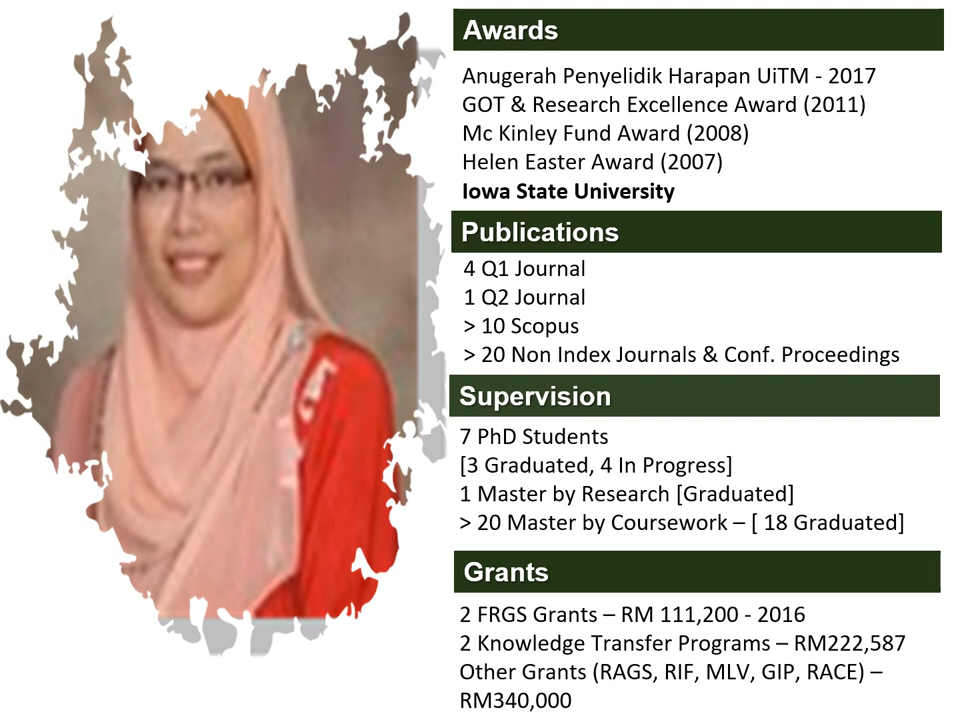 Awards
Anugerah Penyelidik Harapan UiTM - 2017
GOT & Research Excellence Award (2011)
Mc Kinley Fund Award (2008)
Helen Easter Award (2007)
Iowa State University
Publications
4 Q1 Journal
1 Q2 Journal
> 10 Scopus
> 20 Non Index Journals & Conf. Proceedings
Supervision
7 PhD Students
[3 Graduated, 4 In Progress]
1 Master by Research [Graduated]
> 20 Master by Coursework – [ 18 Graduated]
Grants
2 FRGS Grants – RM 111,200 - 2016
2 Knowledge Transfer Programs – RM222,587
Other Grants (RAGS, RIF, MLV, GIP, RACE) –
RM340,000